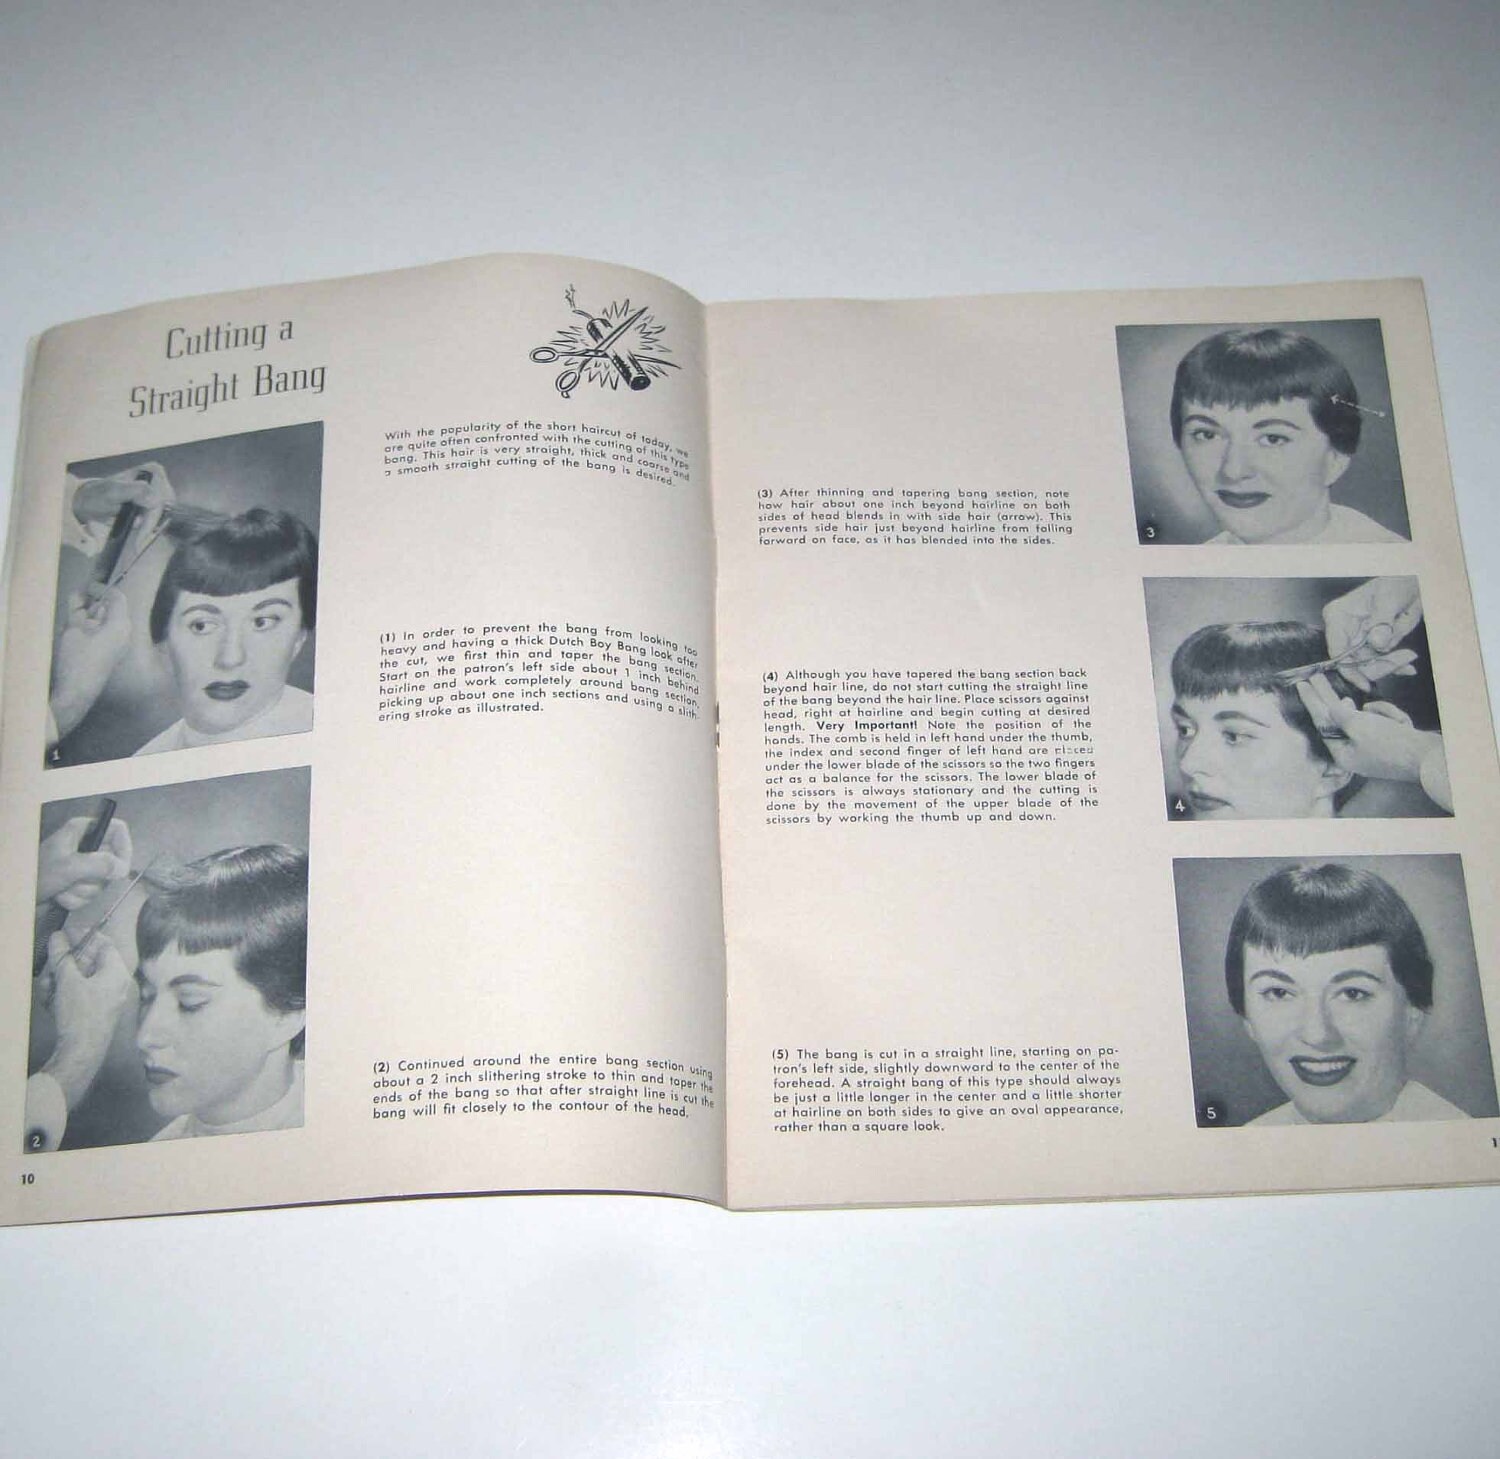 Cutting a
Straight Bang
With the popularity of the short haircut of today, we
are quite often confronted with the cutting of this type
bang. This hair is very straight, thick and coarse and
a smooth straight cutting of the bang is desired.
1
(1) In order to prevent the bang from looking too
heavy and having a thick Dutch Boy Bang look after
the cut, we first thin and taper the bang section.
Start on the patron's left side about 1 inch behind
hairline and work completely around bang section,
picking up about one inch sections and using a slith-
ering stroke as illustrated.
2
(2) Continued around the entire bang section using
about a 2 inch slithering stroke to thin and taper the
ends of the bang so that after straight line is cut the
bang will fit closely to the contour of the head.
10
(3) After thinning and tapering bang section, note
how hair about one inch beyond hairline on both
sides of head blends in with side hair (arrow). This
prevents side hair just beyond hairline from falling
forward on face, as it has blended into the sides.
3
(4) Although you have tapered the bang section back
beyond hair line, do not start cutting the straight line
of the bang beyond the hair line. Place scissors against
head, right at hairline and begin cutting at desired
length. Very Important! Note the position of the
hands. The comb is held in left hand under the thumb,
the index and second finger of left hand are placed
under the lower blade of the scissors so the two fingers
act as a balance for the scissors. The lower blade of
the scissors is always stationary and the cutting is
done by the movement of the upper blade of the
scissors by working the thumb up and down.
4
(5) The bang is cut in a straight line, starting on pa-
tron's left side, slightly downward to the center of the
forehead. A straight bang of this type should always
be just a little longer in the center and a little shorter
at hairline on both sides to give an oval appearance,
rather than a square look.
5